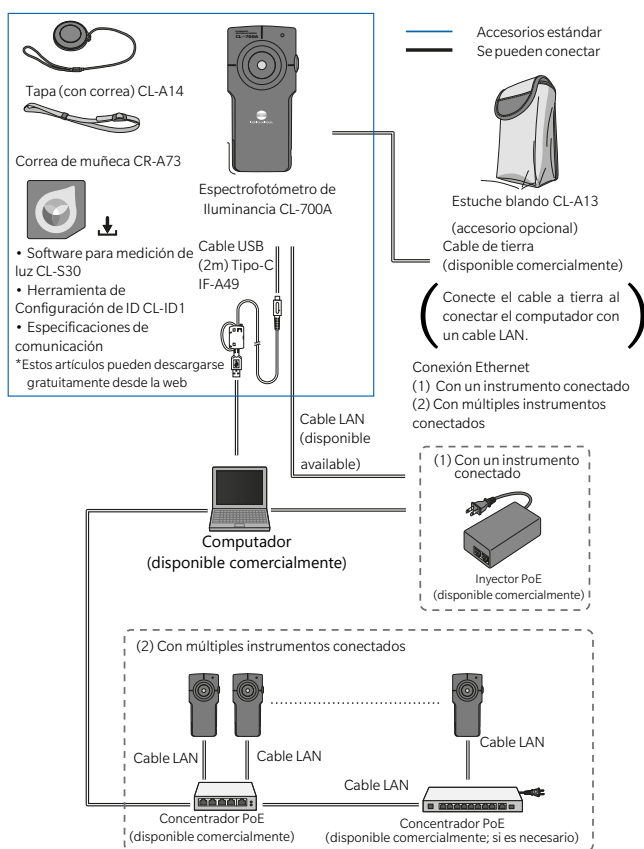 Accesorios estándar
Se pueden conectar
CL-700A
Tapa (con correa) CL-A14
Correa de muñeca CR-A73
Espectrofotómetro de
Iluminancia CL-700A
• Software para medición de
luz CL-S30
• Herramienta de
Configuración de ID CL-ID1
• Especificaciones de
comunicación
*Estos artículos pueden descargarse
gratuitamente desde la web
Cable USB
(2m) Tipo-C
IF-A49
Estuche blando CL-A13
(accesorio opcional)
Cable de tierra
(disponible comercialmente)
Conecte el cable a tierra al
conectar el computador con
un cable LAN.
Conexión Ethernet
(1) Con un instrumento conectado
(2) Con múltiples instrumentos
conectados
Cable LAN
(disponible
available)
Computador
(disponible comercialmente)
(1) Con un instrumento
conectado
Inyector PoE
(disponible comercialmente)
(2) Con múltiples instrumentos conectados
Cable LAN
Cable LAN
Cable LAN
Cable LAN
Concentrador PoE
(disponible comercialmente)
Concentrador PoE
(disponible comercialmente; si es necesario)